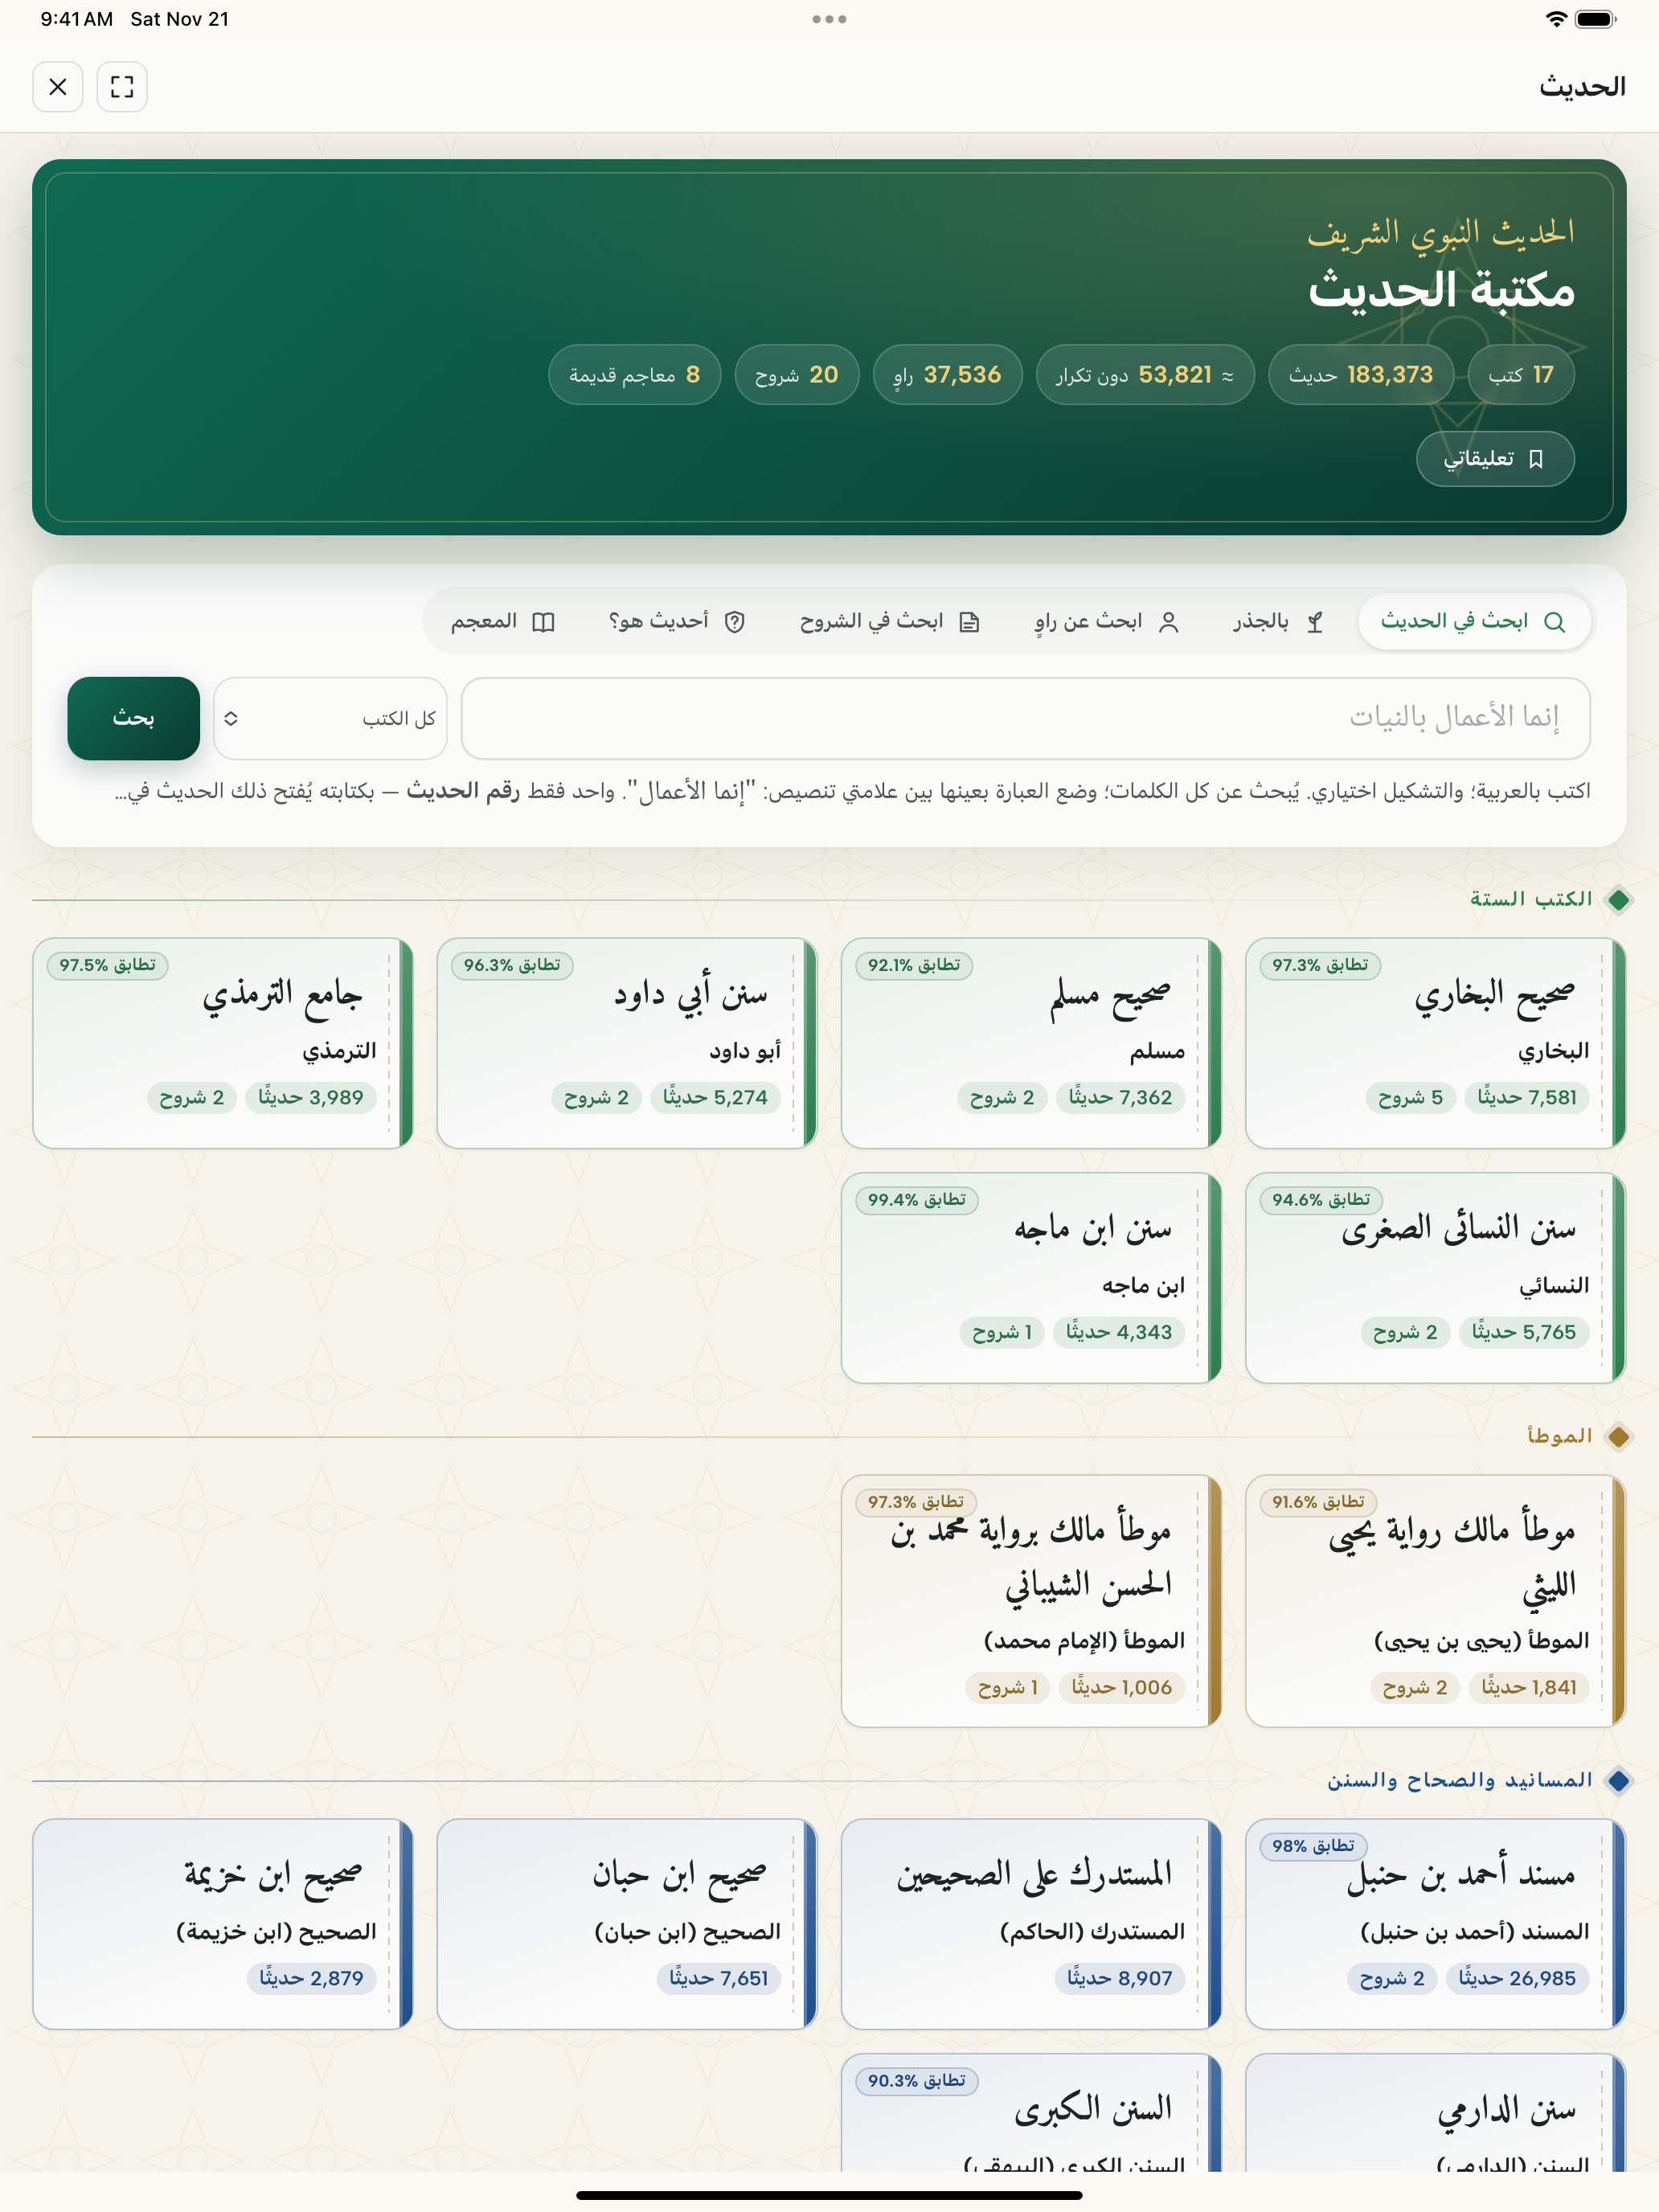 9:41 AM Sat Nov 21
الحديث
الحديث النبوي الشريف
مكتبة الحديث
17 كتب 183,373 حديث ≈ 53,821 دون تكرار 37,536 راوٍ 20 شروح 8 معاجم قديمة
تعليقاتي
ابحث في الحديث بالجذر ابحث عن راوٍ ابحث في الشروح أحديث هو؟ المعجم
إنما الأعمال بالنيات كل الكتب بحث
اكتب بالعربية؛ والتشكيل اختياري. يُبحث عن كل الكلمات؛ وضع العبارة بعينها بين علامتي تنصيص: "إنما الأعمال". واحد فقط رقم الحديث — بكتابته يُفتح ذلك الحديث في...
الكتب الستة
تطابق 97.3%
صحيح البخاري
البخاري
7,581 حديثًا 5 شروح
تطابق 92.1%
صحيح مسلم
مسلم
7,362 حديثًا 2 شروح
تطابق 96.3%
سنن أبي داود
أبو داود
5,274 حديثًا 2 شروح
تطابق 97.5%
جامع الترمذي
الترمذي
3,989 حديثًا 2 شروح
تطابق 94.6%
سنن النسائى الصغرى
النسائي
5,765 حديثًا 2 شروح
تطابق 99.4%
سنن ابن ماجه
ابن ماجه
4,343 حديثًا 1 شروح
الموطأ
تطابق 91.6%
موطأ مالك رواية يحيى
الليثي
الموطأ (يحيى بن يحيى)
1,841 حديثًا 2 شروح
تطابق 97.3%
موطأ مالك برواية محمد بن
الحسن الشيباني
الموطأ (الإمام محمد)
1,006 حديثًا 1 شروح
المسانيد والصحاح والسنن
تطابق 98%
مسند أحمد بن حنبل
المسند (أحمد بن حنبل)
26,985 حديثًا 2 شروح
المستدرك على الصحيحين
المستدرك (الحاكم)
8,907 حديثًا
صحيح ابن حبان
الصحيح (ابن حبان)
7,651 حديثًا
صحيح ابن خزيمة
الصحيح (ابن خزيمة)
2,879 حديثًا
سنن الدارمي
السنن (الدارمي)
تطابق 90.3%
السنن الكبرى
السنن الكبرى (البيهقي)